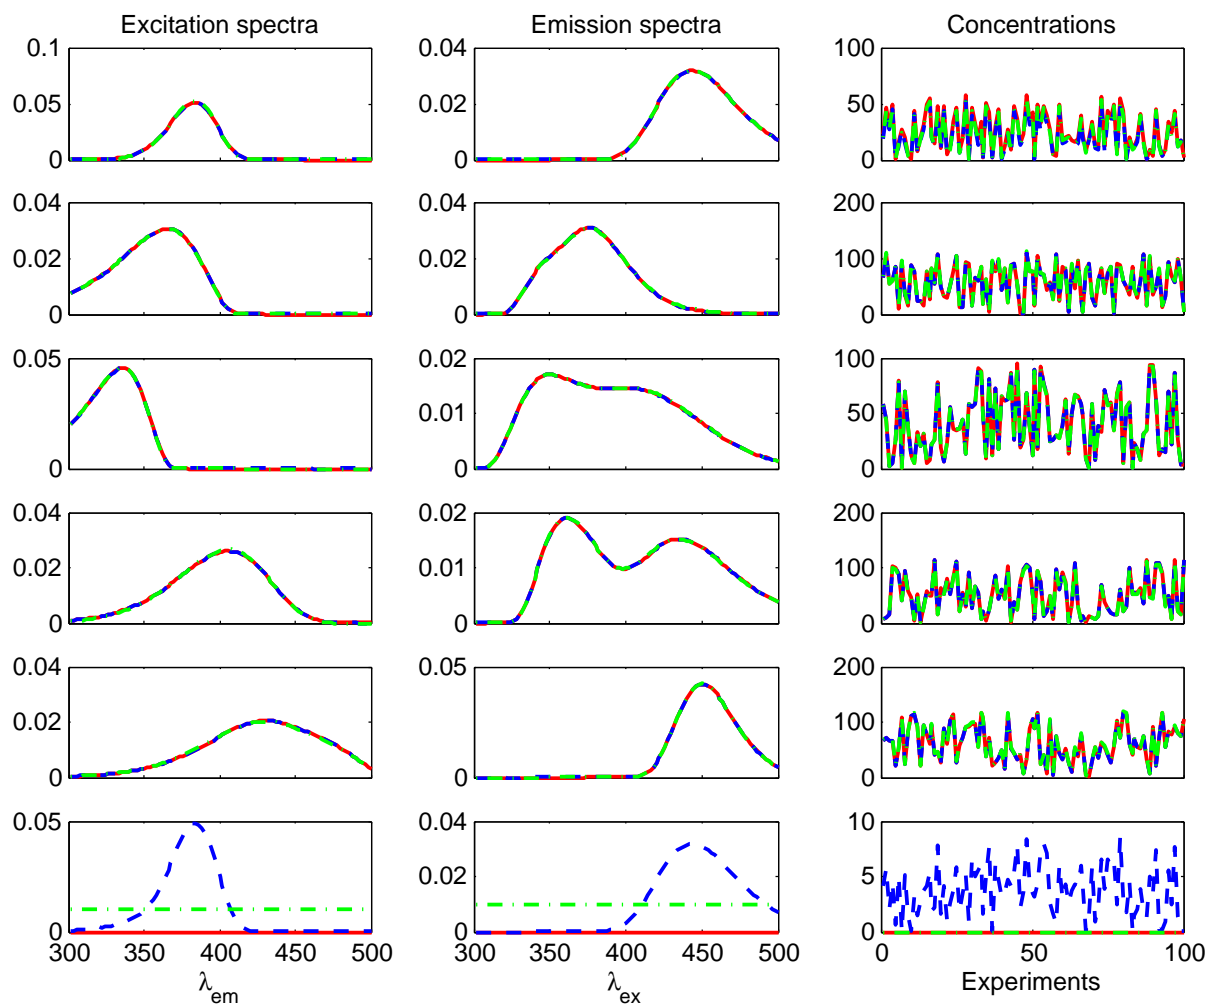 Excitation spectra Emission spectra Concentrations
0.1 0.04 100
0.05 0.02 50
0 0 0
0.04 0.04 200
0.02 0.02 100
0 0 0
0.05 0.02 100
0.01 50
0 0 0
0.04 0.02 200
0.02 0.01 100
0 0 0
0.04 0.05 200
0.02 100
0 0 0
0.05 0.04 10
0.02 5
0 0 0
300 350 400 450 500 300 350 400 450 500 0 50 100
λem λex Experiments